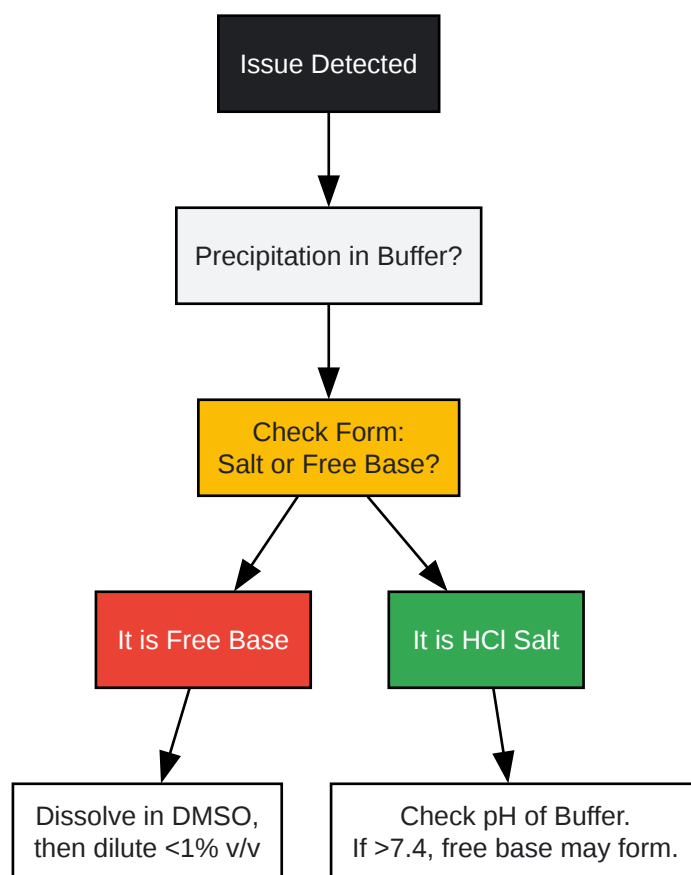 Issue Detected
Precipitation in Buffer?
Check Form:
Salt or Free Base?
It is Free Base
It is HCl Salt
Dissolve in DMSO,
then dilute <1% v/v
Check pH of Buffer.
If >7.4, free base may form.